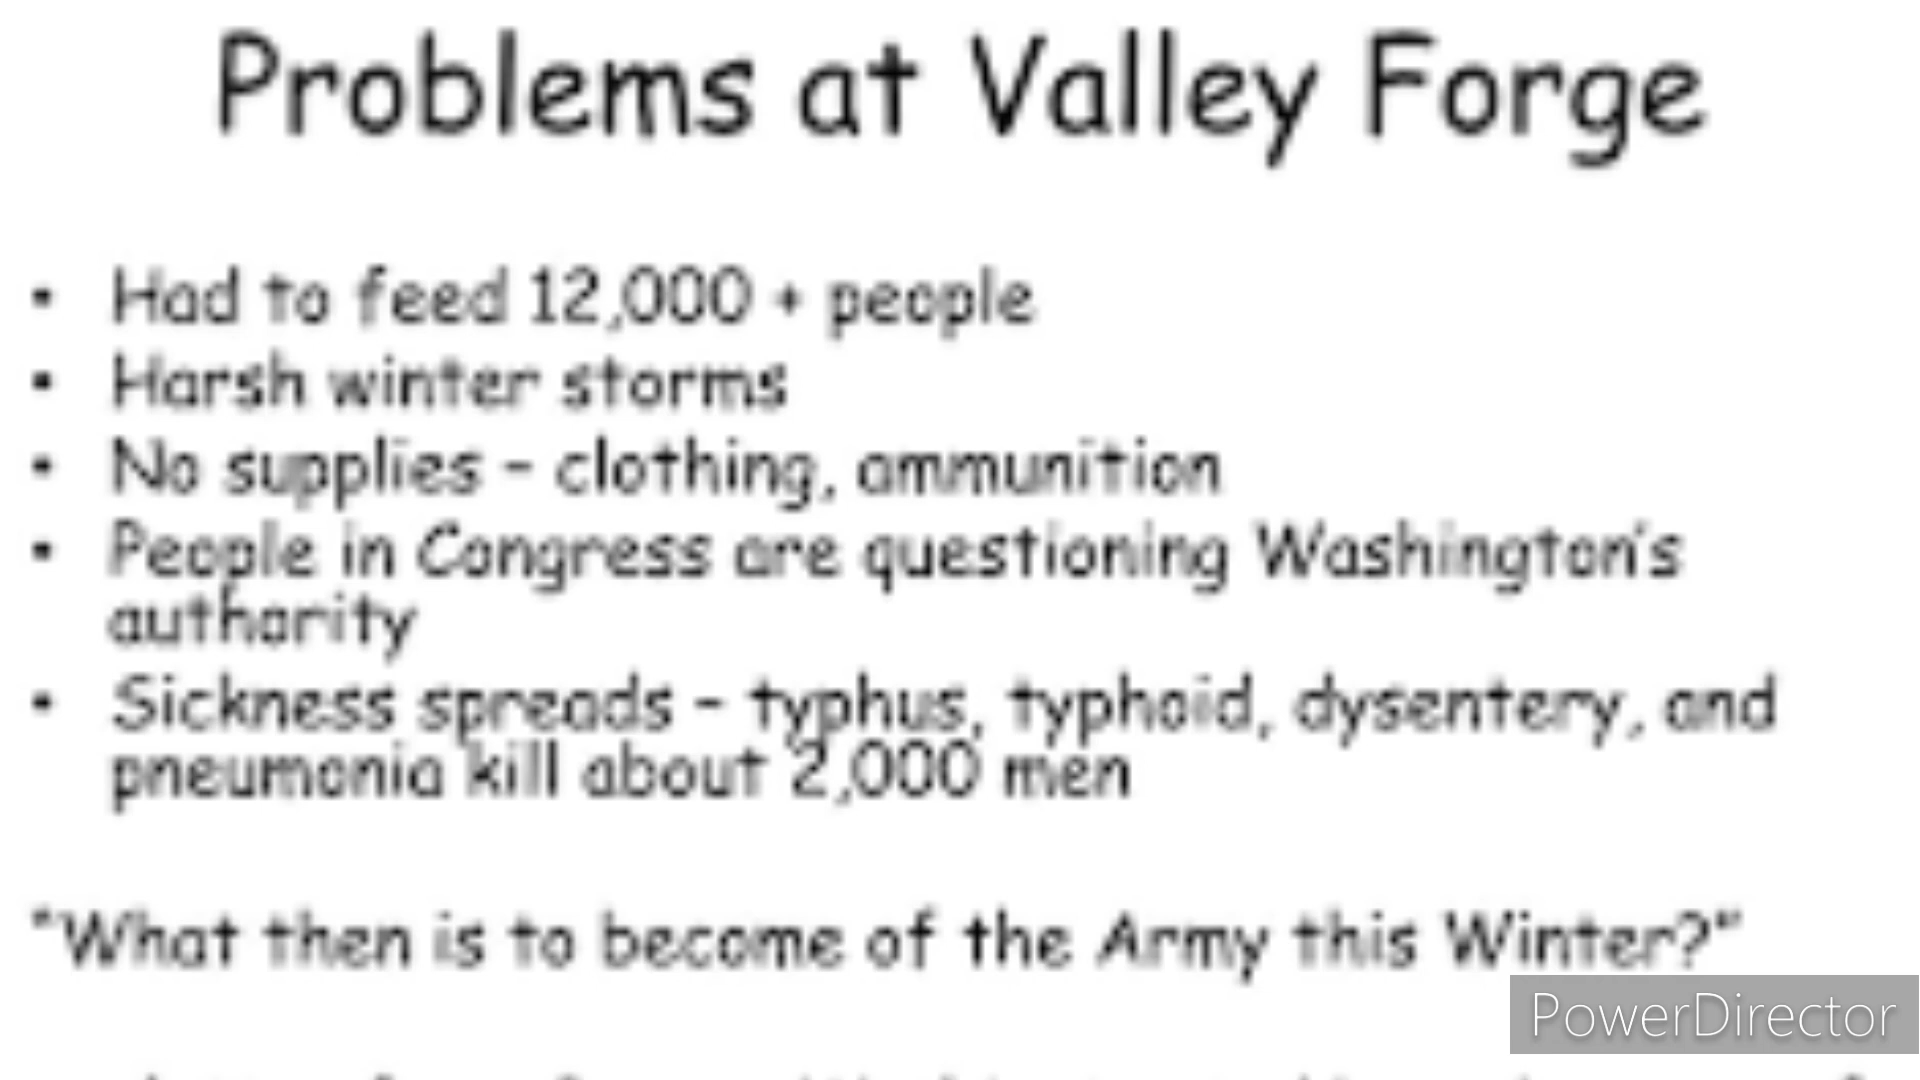 Problems at Valley Forge
• Had to feed 12,000 + people
• Harsh winter storms
• No supplies – clothing, ammunition
• People in Congress are questioning Washington's
authority
• Sickness spreads – typhus, typhoid, dysentery, and
pneumonia kill about 2,000 men
"What then is to become of the Army this Winter?"
PowerDirector